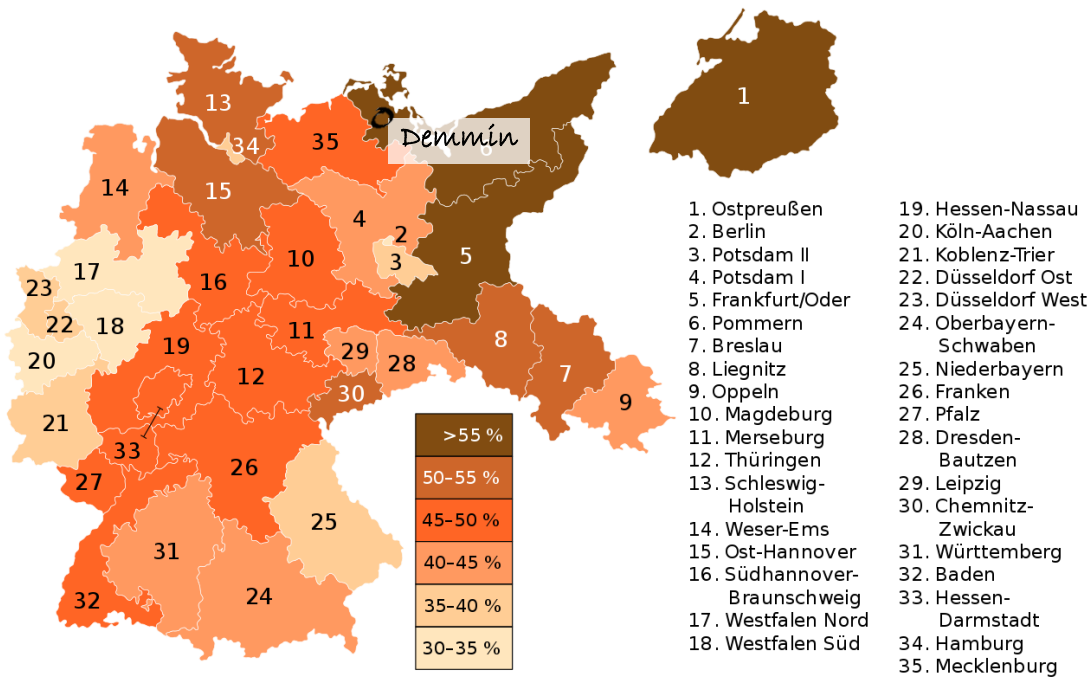 1
13
35
34
Demmin
6
14
15
4
2
17
10
5
3
16
23
22
18
11
8
19
20
29
28
12
7
30
9
21
33
26
27
25
31
24
32
>55 %
50–55 %
45–50 %
40–45 %
35–40 %
30–35 %
1. Ostpreußen
2. Berlin
3. Potsdam II
4. Potsdam I
5. Frankfurt/Oder
6. Pommern
7. Breslau
8. Liegnitz
9. Oppeln
10. Magdeburg
11. Merseburg
12. Thüringen
13. Schleswig-
Holstein
14. Weser-Ems
15. Ost-Hannover
16. Südhannover-
Braunschweig
17. Westfalen Nord
18. Westfalen Süd
19. Hessen-Nassau
20. Köln-Aachen
21. Koblenz-Trier
22. Düsseldorf Ost
23. Düsseldorf West
24. Oberbayern-
Schwaben
25. Niederbayern
26. Franken
27. Pfalz
28. Dresden-
Bautzen
29. Leipzig
30. Chemnitz-
Zwickau
31. Württemberg
32. Baden
33. Hessen-
Darmstadt
34. Hamburg
35. Mecklenburg